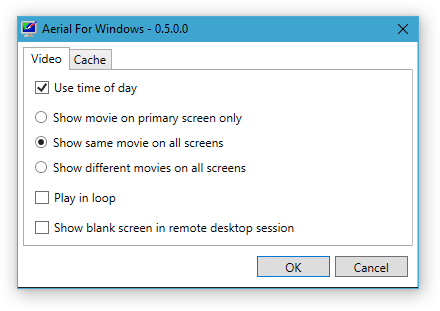 Aerial For Windows - 0.5.0.0
Video Cache
Use time of day
Show movie on primary screen only
Show same movie on all screens
Show different movies on all screens
Play in loop
Show blank screen in remote desktop session
OK Cancel